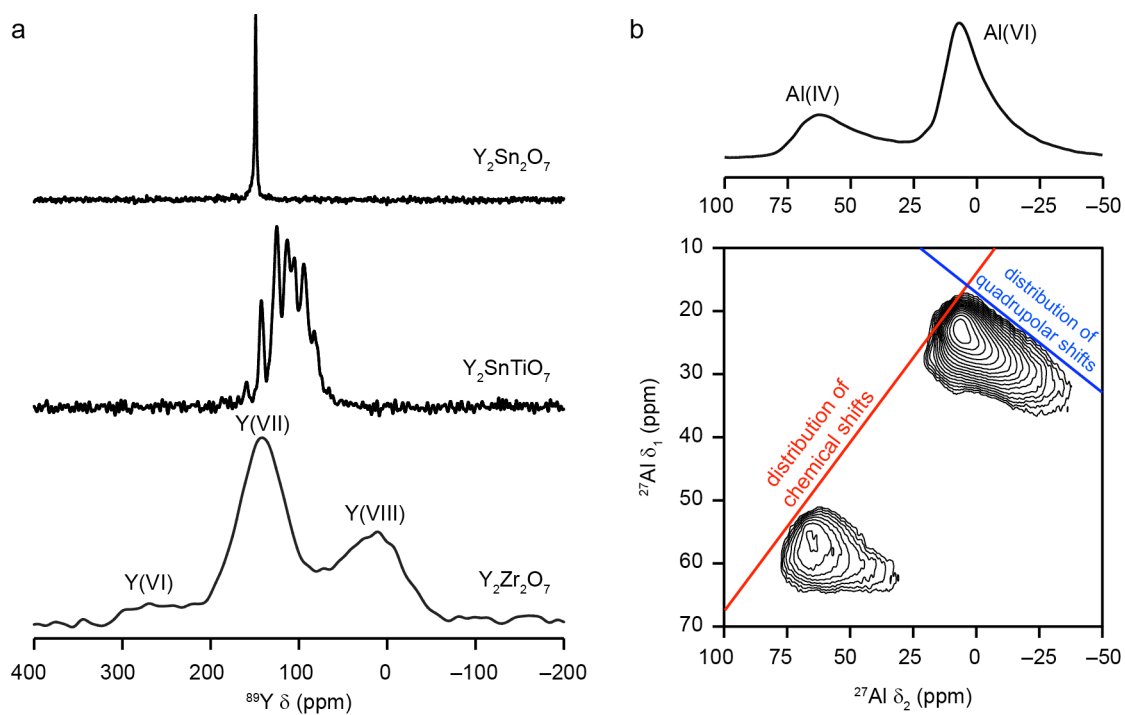 a
Y₂Sn₂O₇
Y₂SnTiO₇
Y(VII)
Y(VIII)
Y(VI)
Y₂Zr₂O₇
400 300 200 100 0 –100 –200
⁸⁹Y δ (ppm)
b
Al(VI)
Al(IV)
100 75 50 25 0 –25 –50
10
20
30
40
50
60
70
distribution of
chemical shifts
distribution of
quadrupolar shifts
²⁷Al δ₁ (ppm)
100 75 50 25 0 –25 –50
²⁷Al δ₂ (ppm)